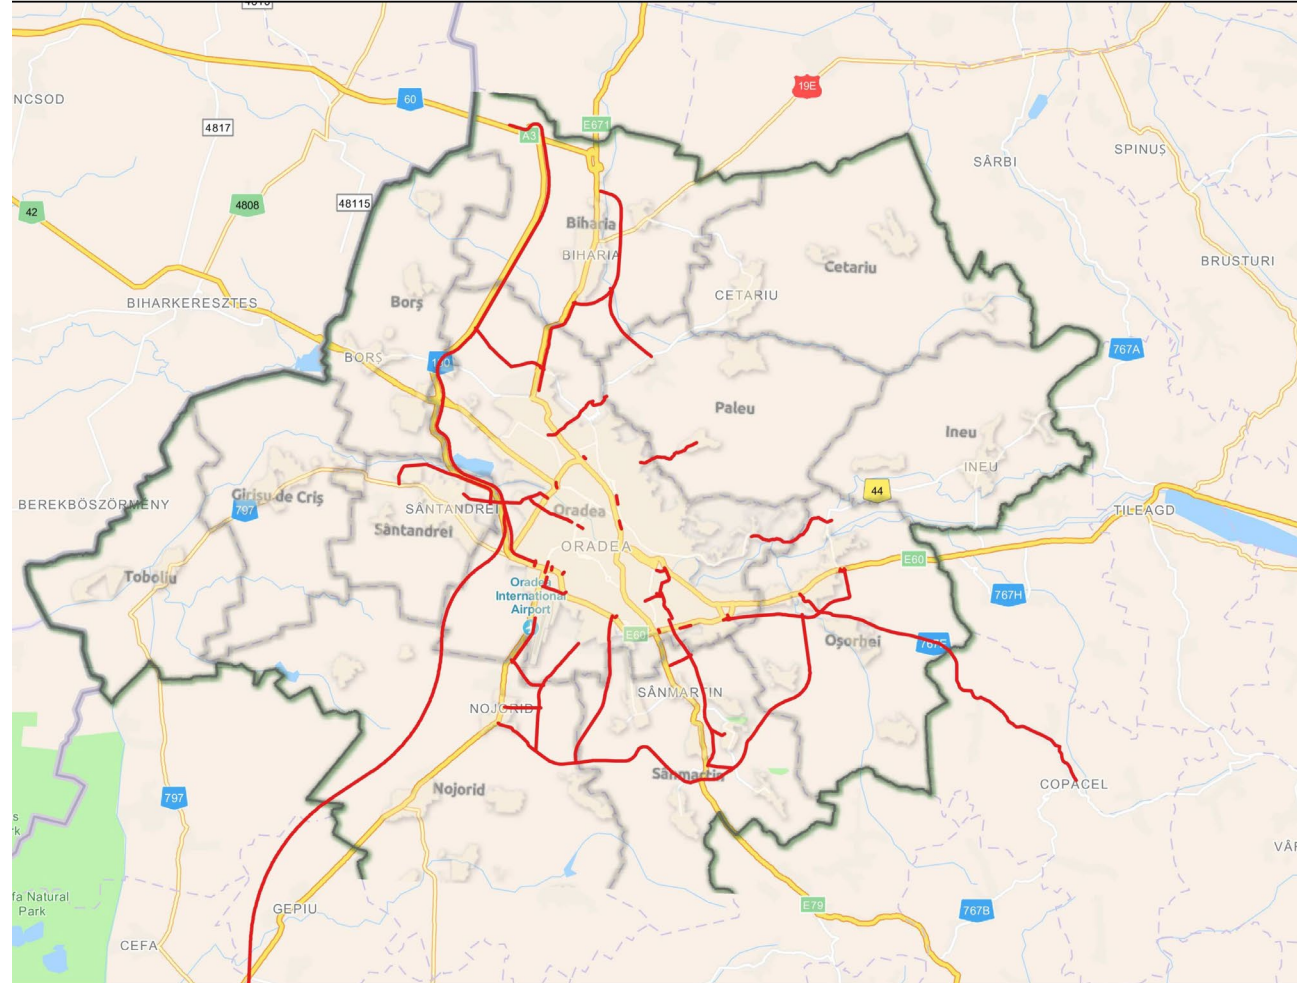 60
19E
NCSOD
4817
A3
E671
SPINUȘ
SÂRBI
42
4808
48115
Biharia
BIHARIA
BRUSTURI
Cetariu
CETARIU
BIHARKERESZTES
Borș
BORȘ
767A
Paleu
Ineu
INEU
44
BEREKBÖSZÖRMÉNY
Girișu de Criș
797
SÂNTANDREI
Sântandrei
Oradea
ORADEA
TILEAGD
E60
Toboliu
Oradea
International
Airport
767H
E60
Oșorhei
767E
SÂNMARTIN
NOJORID
Sânmartin
COPACEL
Nojorid
797
VÂR
fa Natural
Park
GEPIU
E79
767B
CEFA